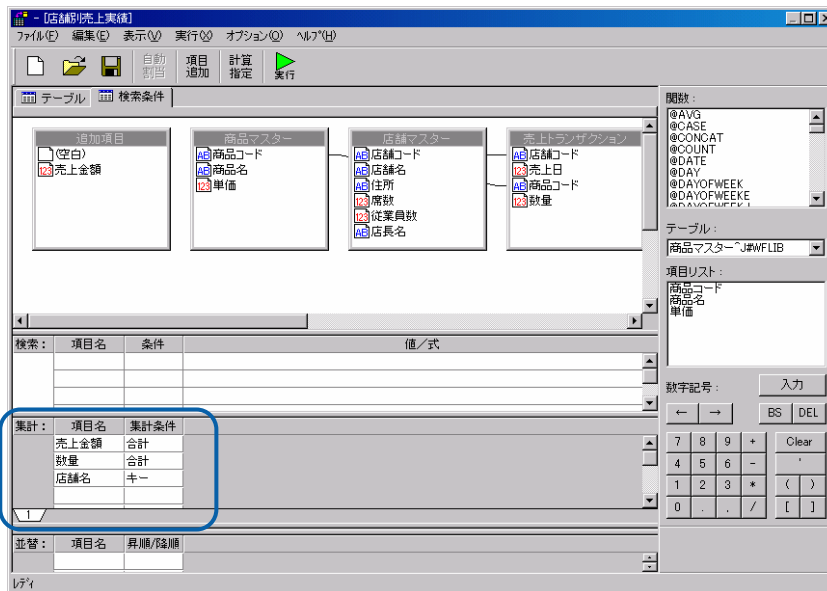 - [店舗別売上実績]
ﾌｧｲﾙ(F) 編集(E) 表示(V) 実行(X) オプション(O) ﾍﾙﾌﾟ(H)
自動割当 項目追加 計算指定 実行
テーブル 検索条件
追加項目
(空白)
売上金額
商品マスター
商品コード
商品名
単価
店舗マスター
店舗コード
店舗名
住所
席数
従業員数
店長名
売上トランザクション
店舗コード
売上日
商品コード
数量
検索： 項目名 条件 値／式
集計： 項目名 集計条件
売上金額 合計
数量 合計
店舗名 キー
1
並替： 項目名 昇順/降順
ﾚﾃﾞｨ
関数：
@AVG
@CASE
@CONCAT
@COUNT
@DATE
@DAY
@DAYOFWEEK
@DAYOFWEEKE
テーブル：
商品マスター^J#WFLIB
項目リスト：
商品コード
商品名
単価
数字記号： 入力
← → BS DEL
7 8 9 + Clear
4 5 6 - '
1 2 3 * ( )
0 . , / [ ]